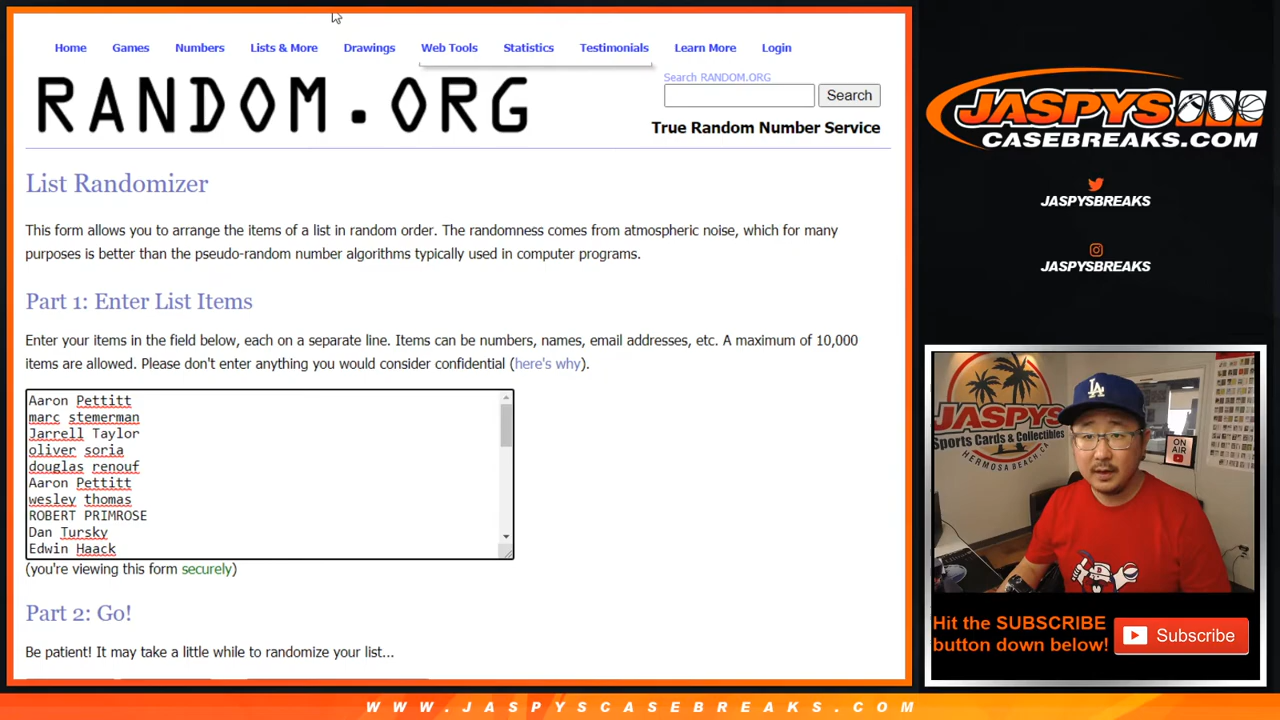 Home Games Numbers Lists & More Drawings Web Tools Statistics Testimonials Learn More Login
Search RANDOM.ORG
Search
RANDOM.ORG
True Random Number Service
List Randomizer
This form allows you to arrange the items of a list in random order. The randomness comes from atmospheric noise, which for many
purposes is better than the pseudo-random number algorithms typically used in computer programs.
Part 1: Enter List Items
Enter your items in the field below, each on a separate line. Items can be numbers, names, email addresses, etc. A maximum of 10,000
items are allowed. Please don't enter anything you would consider confidential (here's why).
Aaron Pettitt
marc stemerman
Jarrell Taylor
oliver soria
douglas renouf
Aaron Pettitt
wesley thomas
ROBERT PRIMROSE
Dan Tursky
Edwin Haack
(you're viewing this form securely)
Part 2: Go!
Be patient! It may take a little while to randomize your list...
JASPYS
CASEBREAKS.COM
JASPYSBREAKS
JASPYSBREAKS
JASPYS
Sports Cards & Collectibles
HERMOSA BEACH, CA
LA
ON
AIR
Hit the SUBSCRIBE
button down below!
Subscribe
WWW.JASPYSCASEBREAKS.COM